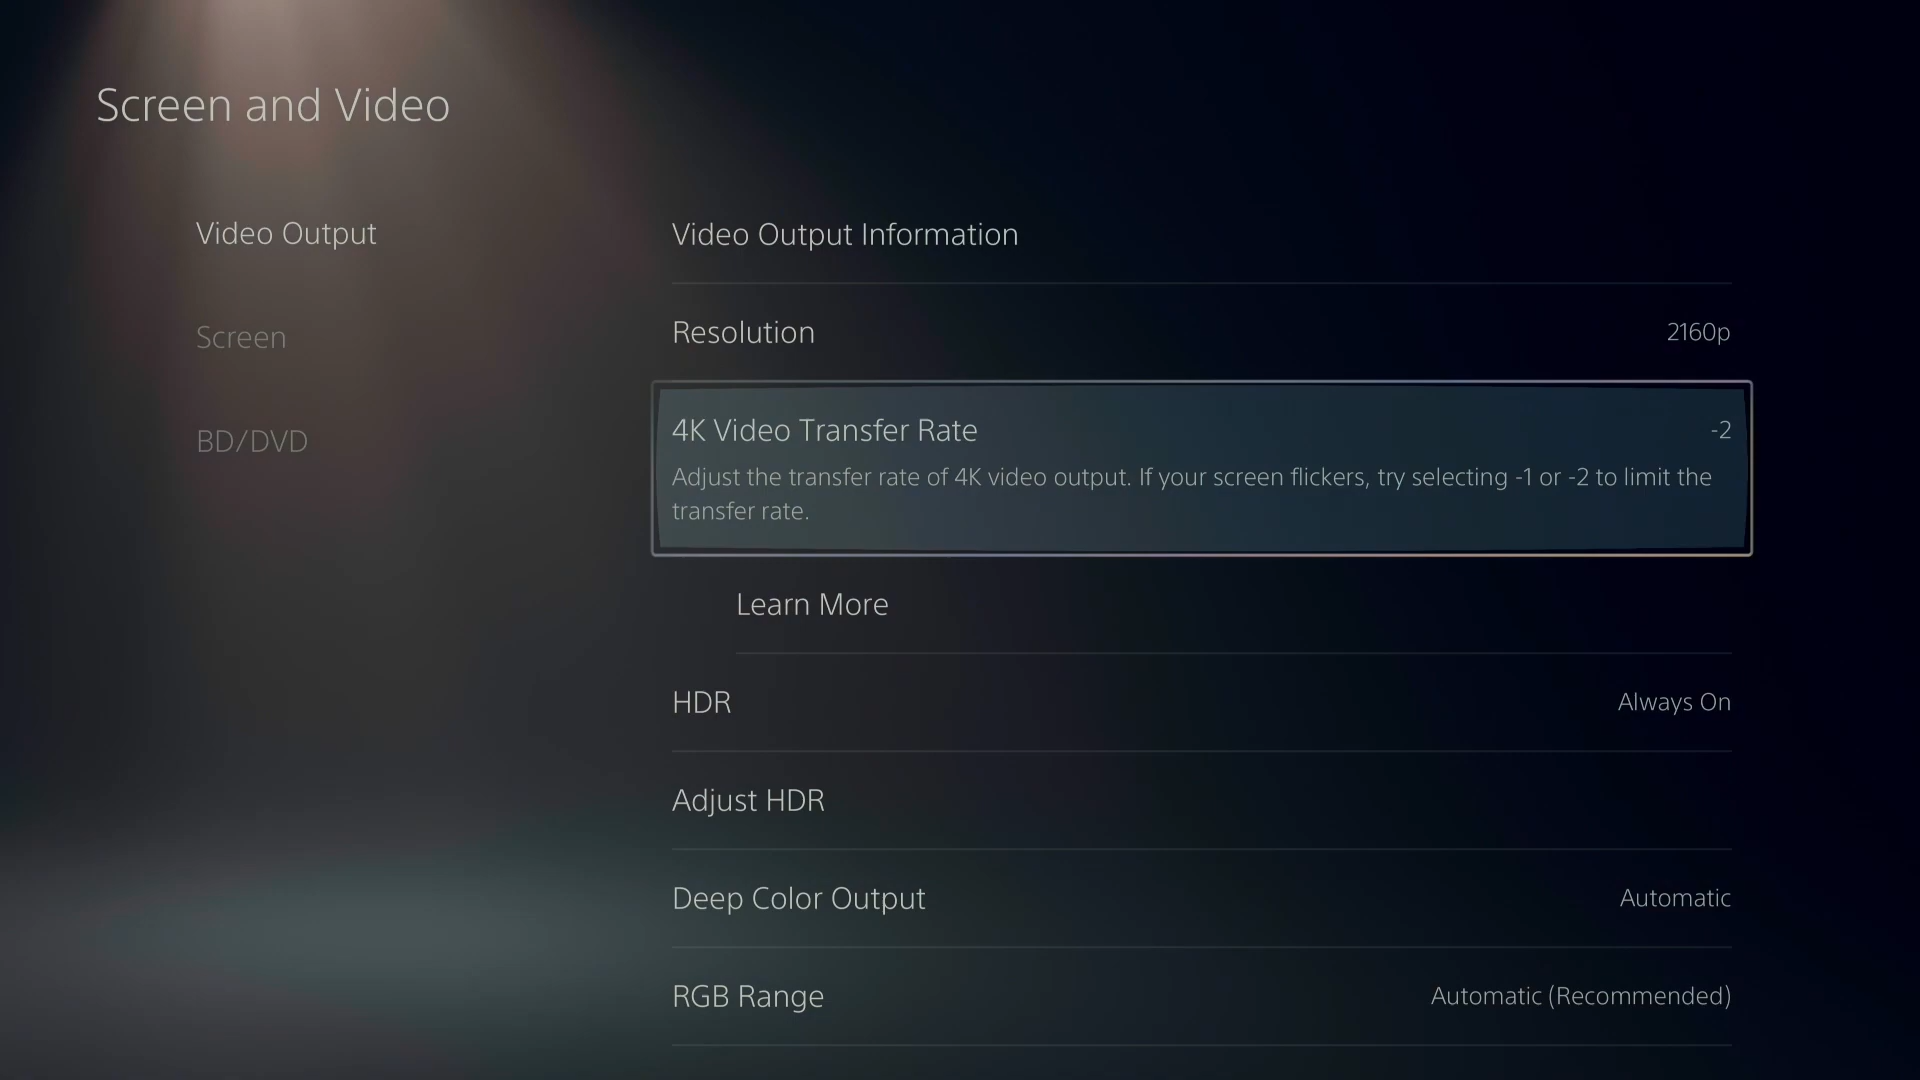 Screen and Video
Video Output
Screen
BD/DVD
Video Output Information
Resolution 2160p
4K Video Transfer Rate -2
Adjust the transfer rate of 4K video output. If your screen flickers, try selecting -1 or -2 to limit the
transfer rate.
Learn More
HDR Always On
Adjust HDR
Deep Color Output Automatic
RGB Range Automatic (Recommended)